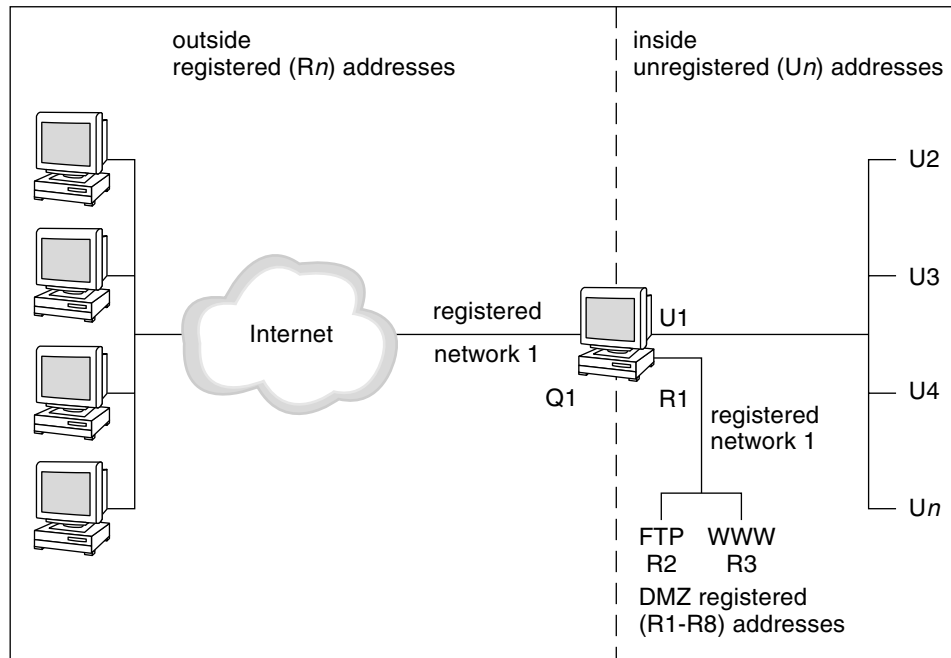 outside
registered (Rn) addresses
inside
unregistered (Un) addresses
U2
U3
Internet
registered
network 1
U1
Q1
R1
U4
registered
network 1
Un
FTP WWW
R2 R3
DMZ registered
(R1-R8) addresses